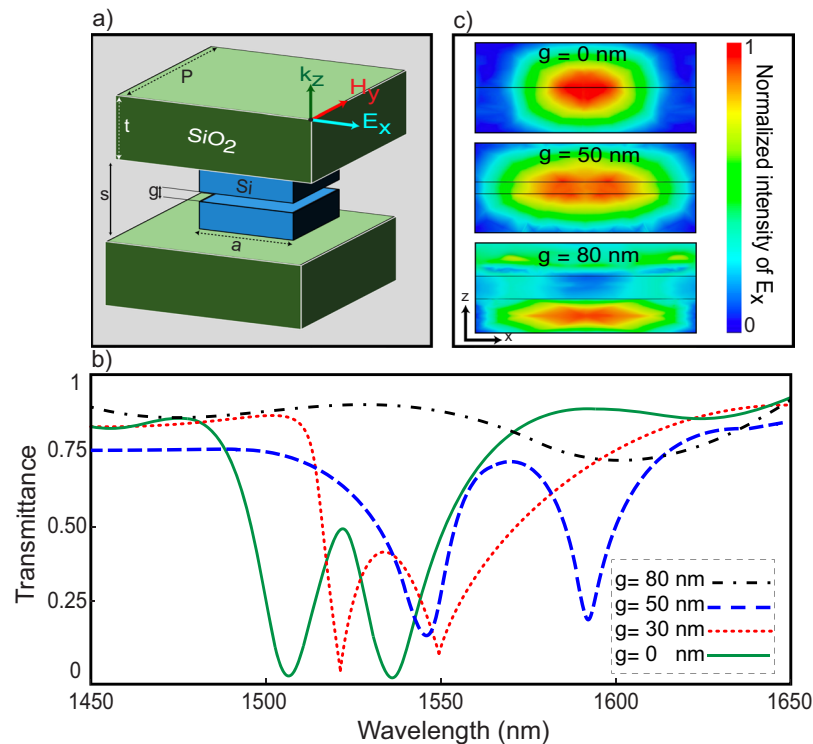 a)
P
t
SiO2
kz
Hy
Ex
s
g
Si
a
c)
g = 0 nm
g = 50 nm
g = 80 nm
z
x
1
0
Normalized intensity of Ex
b)
Transmittance
1
0.75
0.50
0.25
0
g= 80 nm
g= 50 nm
g= 30 nm
g= 0 nm
1450 1500 1550 1600 1650
Wavelength (nm)